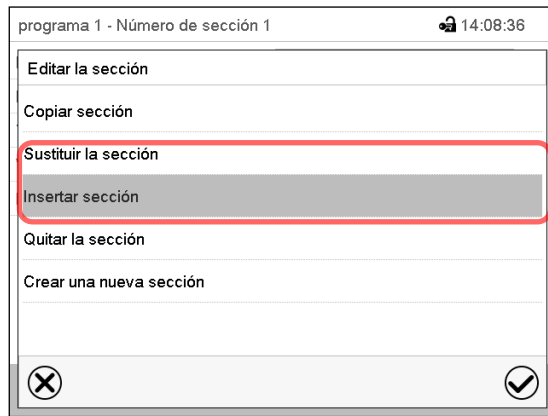 programa 1 - Número de sección 1 14:08:36
Editar la sección
Copiar sección
Sustituir la sección
Insertar sección
Quitar la sección
Crear una nueva sección